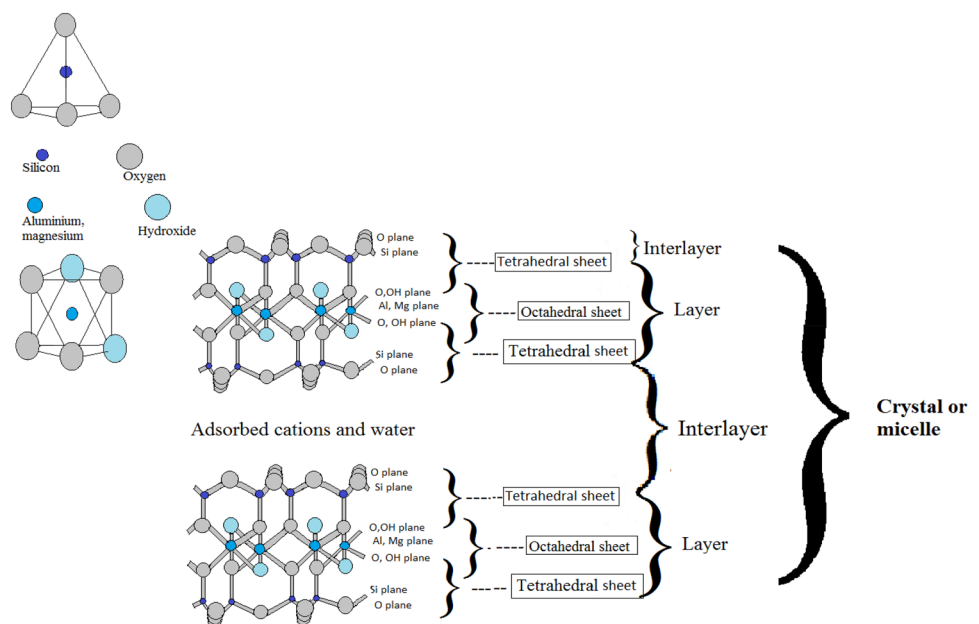 Silicon
Oxygen
Aluminium,
magnesium
Hydroxide
O plane
Si plane
Tetrahedral sheet
Interlayer
O,OH plane
Al, Mg plane
O, OH plane
Octahedral sheet
Layer
Si plane
O plane
Tetrahedral sheet
Adsorbed cations and water
Interlayer
Crystal or
micelle
O plane
Si plane
Tetrahedral sheet
O,OH plane
Al, Mg plane
O, OH plane
Octahedral sheet
Layer
Si plane
O plane
Tetrahedral sheet